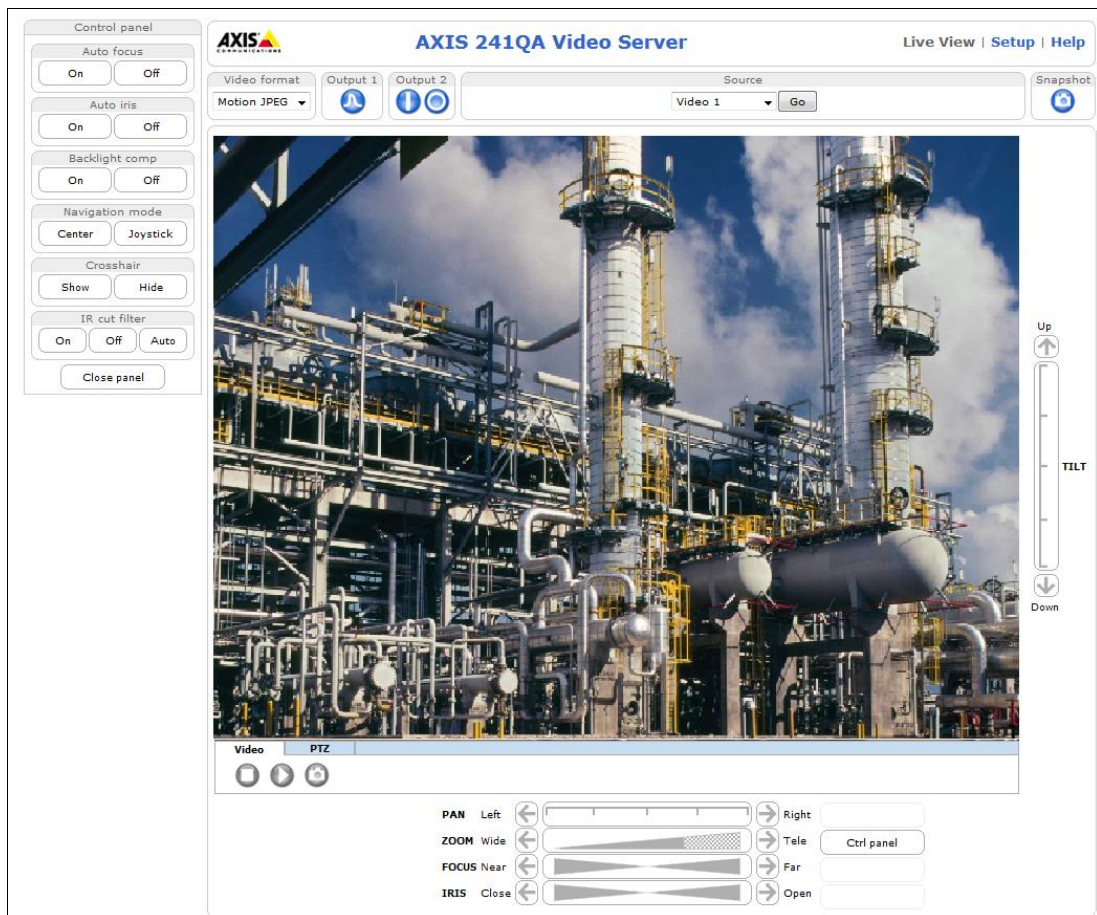 Control panel
Auto focus
On Off
Auto iris
On Off
Backlight comp
On Off
Navigation mode
Center Joystick
Crosshair
Show Hide
IR cut filter
On Off Auto
Close panel
AXIS
COMMUNICATIONS
AXIS 241QA Video Server
Live View | Setup | Help
Video format
Motion JPEG
Output 1
Output 2
Source
Video 1 Go
Snapshot
Up
TILT
Down
Video PTZ
PAN Left Right
ZOOM Wide Tele Ctrl panel
FOCUS Near Far
IRIS Close Open